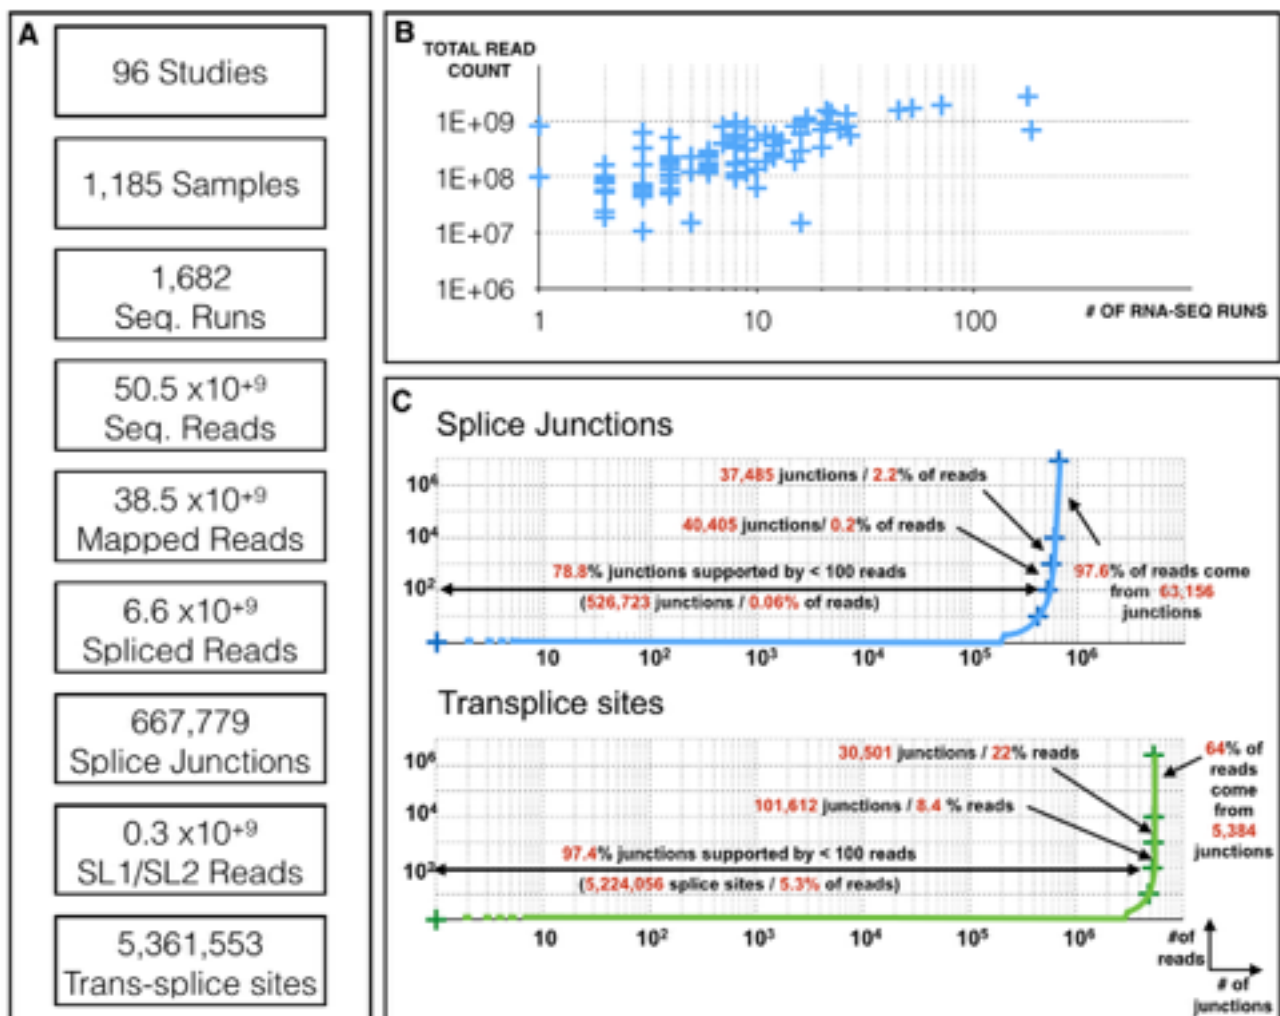 A
96 Studies
1,185 Samples
1,682
Seq. Runs
50.5 x10+9
Seq. Reads
38.5 x10+9
Mapped Reads
6.6 x10+9
Spliced Reads
667,779
Splice Junctions
0.3 x10+9
SL1/SL2 Reads
5,361,553
Trans-splice sites
B
TOTAL READ
COUNT
1E+09
1E+08
1E+07
1E+06
1 10 100
# OF RNA-SEQ RUNS
C
Splice Junctions
10⁶
10⁴
10²
37,485 junctions / 2.2% of reads
40,405 junctions/ 0.2% of reads
78.8% junctions supported by < 100 reads
(526,723 junctions / 0.06% of reads)
97.6% of reads come
from 63,156
junctions
10 10² 10³ 10⁴ 10⁵ 10⁶
Transplice sites
10⁶
10⁴
10²
30,501 junctions / 22% reads
101,612 junctions / 8.4 % reads
97.4% junctions supported by < 100 reads
(5,224,056 splice sites / 5.3% of reads)
64% of
reads
come
from
5,384
junctions
10 10² 10³ 10⁴ 10⁵ 10⁶
#of
reads
# of
junctions